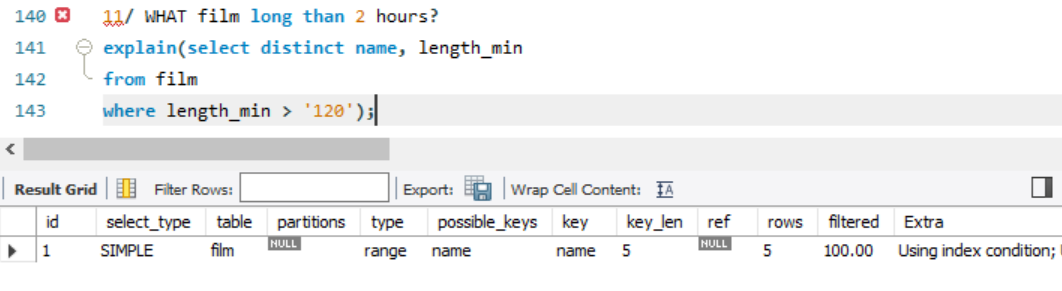 140 11/ WHAT film long than 2 hours?
141 explain(select distinct name, length_min
142 from film
143 where length_min > '120');
Result Grid Filter Rows: Export: Wrap Cell Content:
id select_type table partitions type possible_keys key key_len ref rows filtered Extra
1 SIMPLE film NULL range name name 5 NULL 5 100.00 Using index condition;